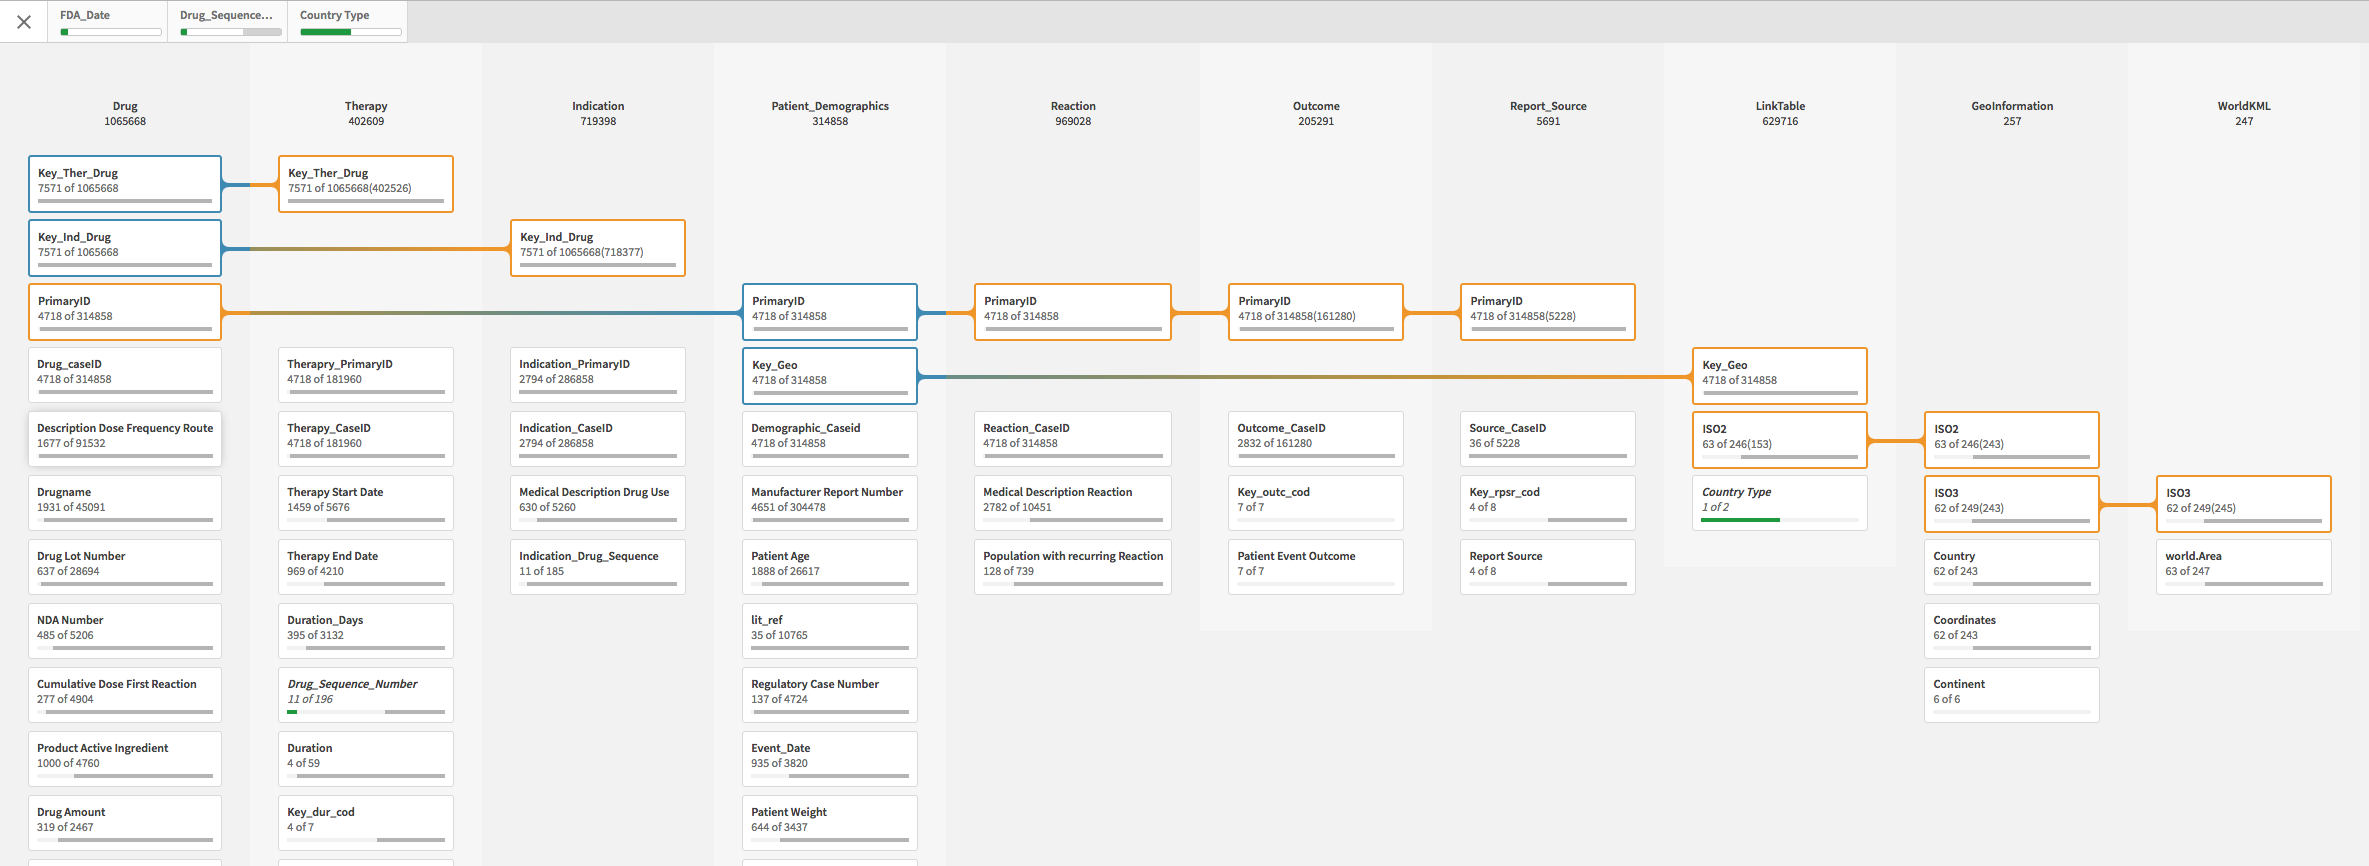 FDA_Date
Drug_Sequence...
Country Type
Drug
1065668
Therapy
402609
Indication
719398
Patient_Demographics
314858
Reaction
969028
Outcome
205291
Report_Source
5691
LinkTable
629716
GeoInformation
257
WorldKML
247
Key_Ther_Drug
7571 of 1065668
Key_Ind_Drug
7571 of 1065668
PrimaryID
4718 of 314858
Drug_caseID
4718 of 314858
Description Dose Frequency Route
1677 of 91532
Drugname
1931 of 45091
Drug Lot Number
637 of 28694
NDA Number
485 of 5206
Cumulative Dose First Reaction
277 of 4904
Product Active Ingredient
1000 of 4760
Drug Amount
319 of 2467
Key_Ther_Drug
7571 of 1065668(402526)
Therapry_PrimaryID
4718 of 181960
Therapy_CaseID
4718 of 181960
Therapy Start Date
1459 of 5676
Therapy End Date
969 of 4210
Duration_Days
395 of 3132
Drug_Sequence_Number
11 of 196
Duration
4 of 59
Key_dur_cod
4 of 7
Key_Ind_Drug
7571 of 1065668(718377)
Indication_PrimaryID
2794 of 286858
Indication_CaseID
2794 of 286858
Medical Description Drug Use
630 of 5260
Indication_Drug_Sequence
11 of 185
PrimaryID
4718 of 314858
Key_Geo
4718 of 314858
Demographic_Caseid
4718 of 314858
Manufacturer Report Number
4651 of 304478
Patient Age
1888 of 26617
lit_ref
35 of 10765
Regulatory Case Number
137 of 4724
Event_Date
935 of 3820
Patient Weight
644 of 3437
PrimaryID
4718 of 314858
Reaction_CaseID
4718 of 314858
Medical Description Reaction
2782 of 10451
Population with recurring Reaction
128 of 739
PrimaryID
4718 of 314858(161280)
Outcome_CaseID
2832 of 161280
Key_outc_cod
7 of 7
Patient Event Outcome
7 of 7
PrimaryID
4718 of 314858(5228)
Source_CaseID
36 of 5228
Key_rpsr_cod
4 of 8
Report Source
4 of 8
Key_Geo
4718 of 314858
ISO2
63 of 246(153)
Country Type
1 of 2
ISO2
63 of 246(243)
ISO3
62 of 249(243)
Country
62 of 243
Coordinates
62 of 243
Continent
6 of 6
ISO3
62 of 249(245)
world.Area
63 of 247